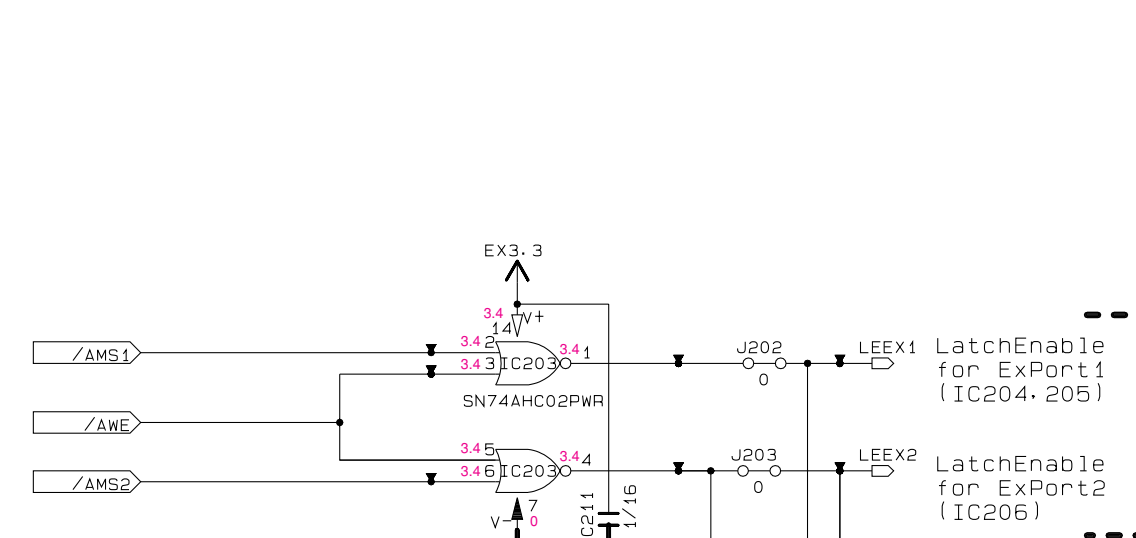 EX3.3
3.4
V+
14
/AMS1
3.4 2
3.4 3
IC203
3.4 1
J202
0
LEEX1
LatchEnable
for ExPort1
(IC204,205)
SN74AHC02PWR
/AWE
3.4 5
3.4 6
IC203
3.4 4
J203
0
LEEX2
LatchEnable
for ExPort2
(IC206)
/AMS2
7
V-
0
C211
1/16